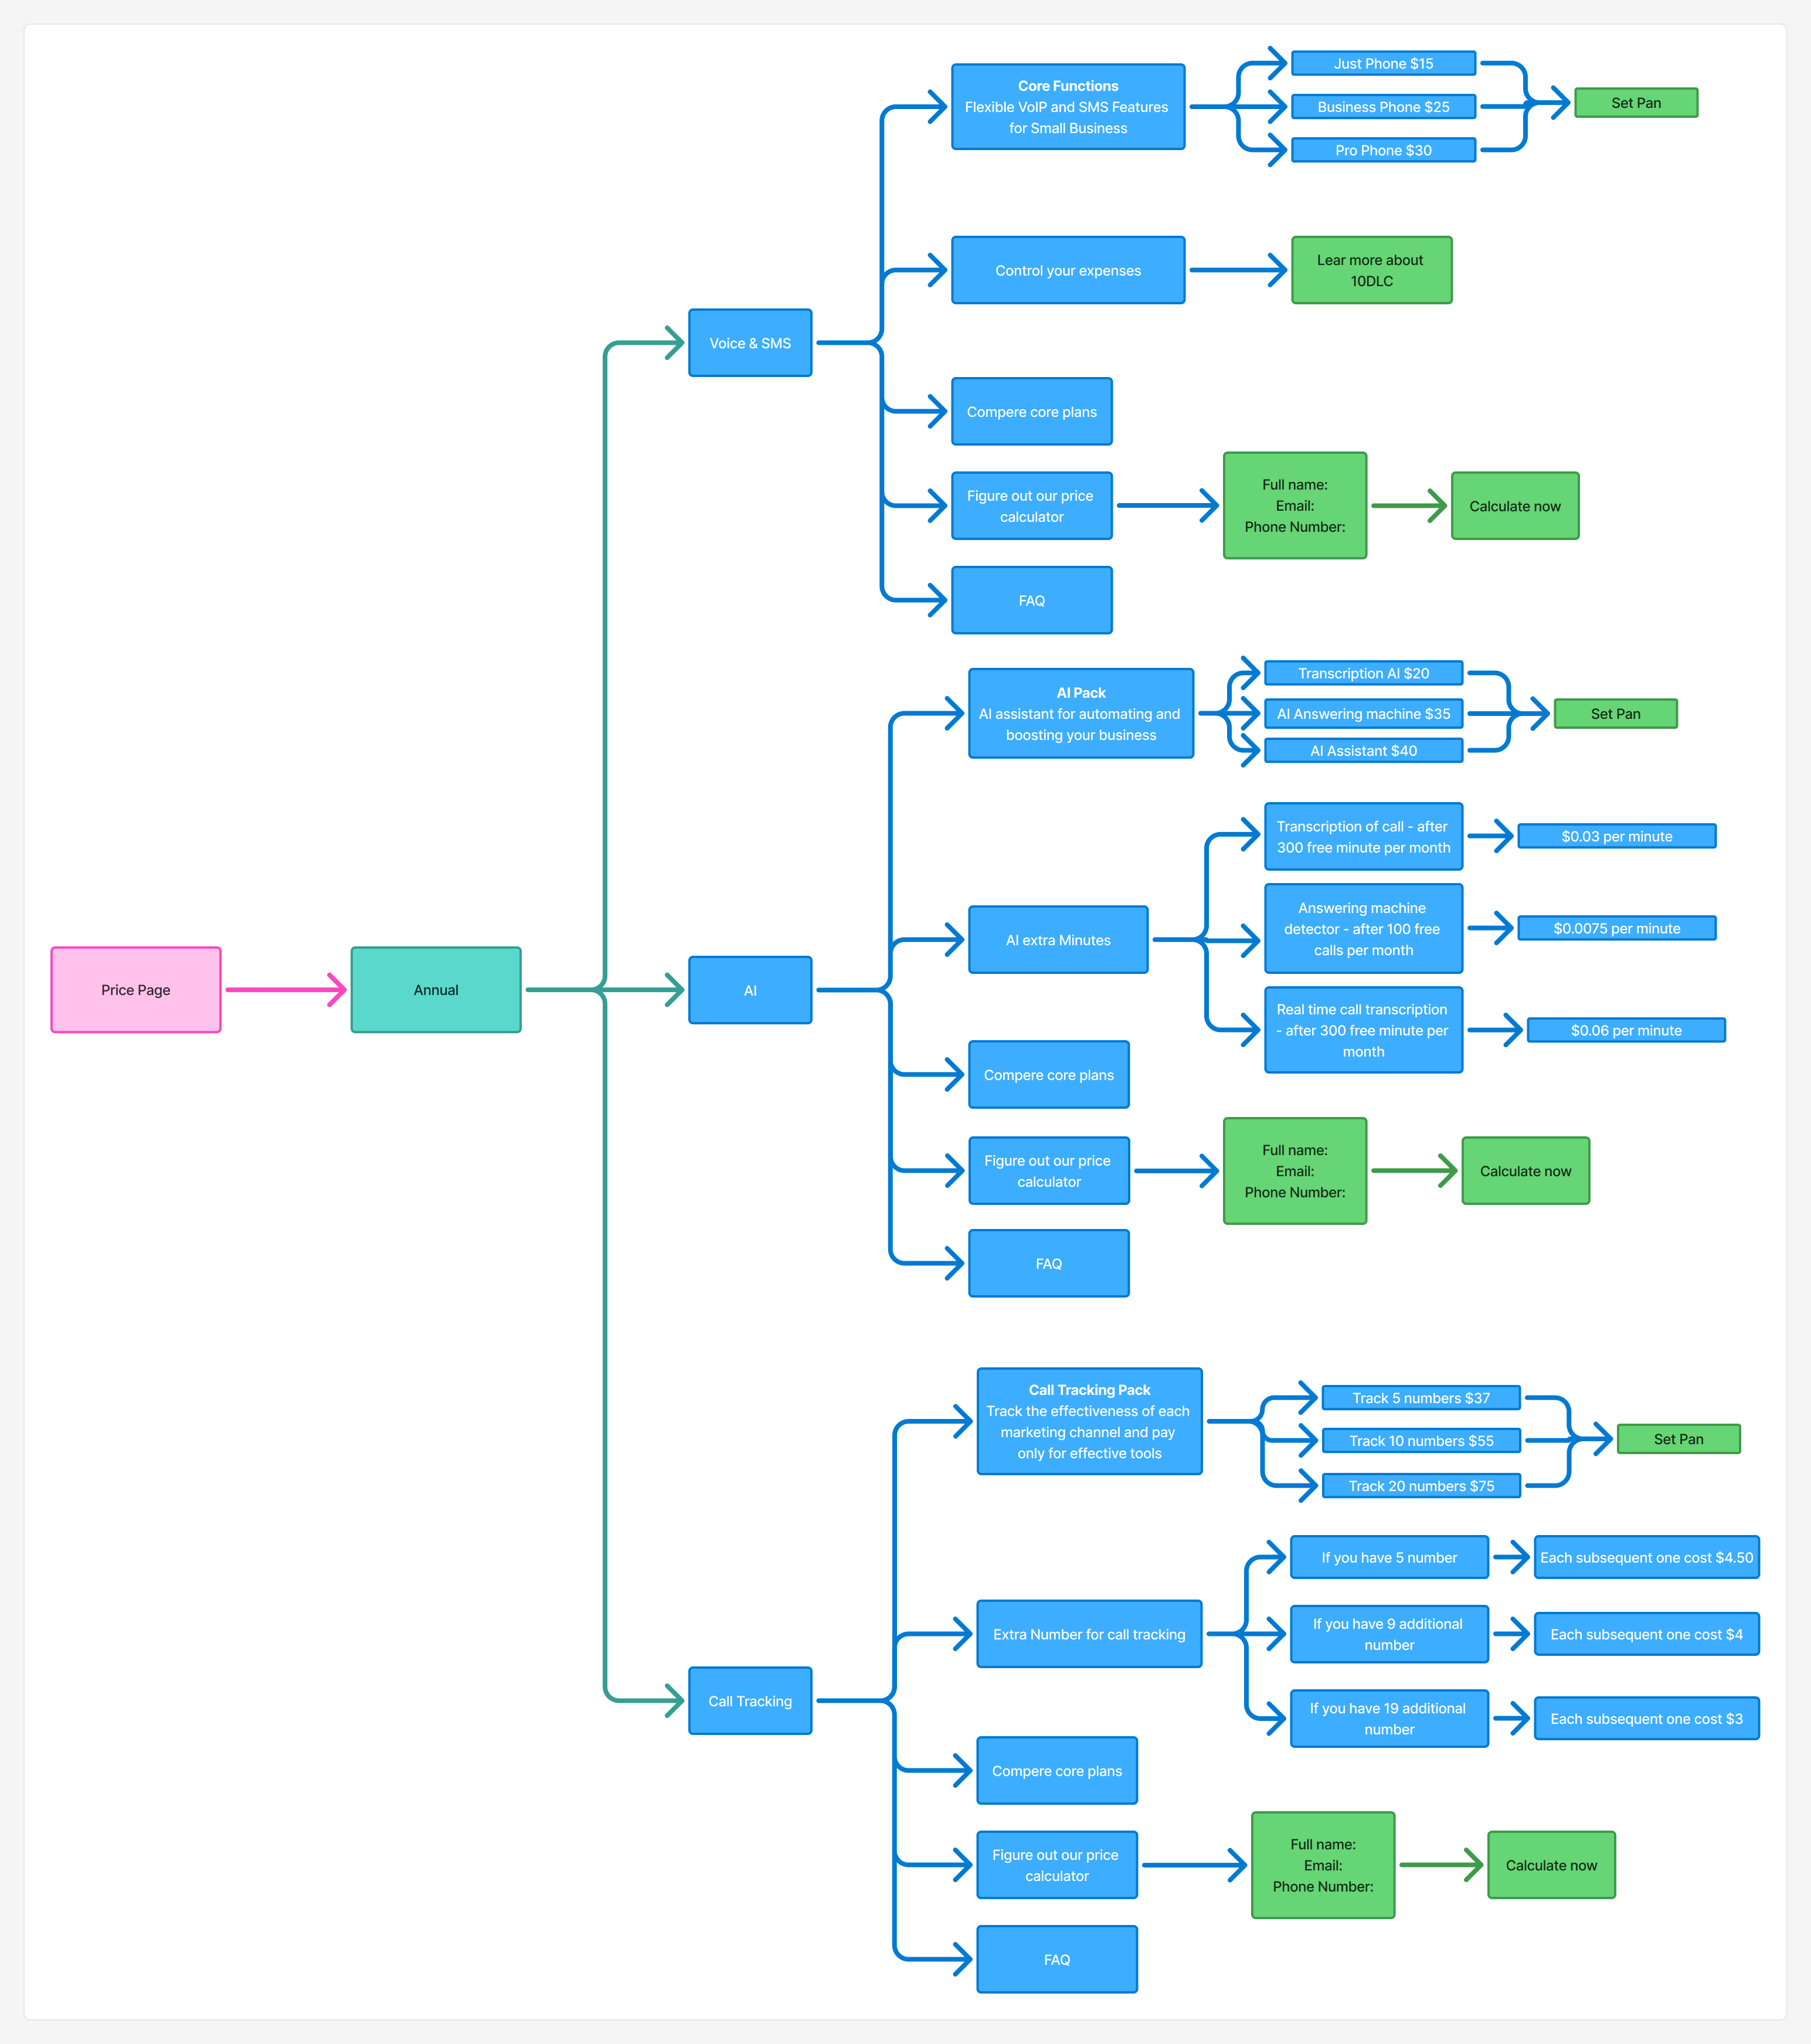 Price Page
Annual
Voice & SMS
Core Functions
Flexible VoIP and SMS Features
for Small Business
Just Phone $15
Business Phone $25
Pro Phone $30
Set Pan
Control your expenses
Lear more about
10DLC
Compere core plans
Figure out our price
calculator
Full name:
Email:
Phone Number:
Calculate now
FAQ
AI
AI Pack
AI assistant for automating and
boosting your business
Transcription AI $20
AI Answering machine $35
AI Assistant $40
Set Pan
AI extra Minutes
Transcription of call - after
300 free minute per month
$0.03 per minute
Answering machine
detector - after 100 free
calls per month
$0.0075 per minute
Real time call transcription
- after 300 free minute per
month
$0.06 per minute
Compere core plans
Figure out our price
calculator
Full name:
Email:
Phone Number:
Calculate now
FAQ
Call Tracking
Call Tracking Pack
Track the effectiveness of each
marketing channel and pay
only for effective tools
Track 5 numbers $37
Track 10 numbers $55
Track 20 numbers $75
Set Pan
Extra Number for call tracking
If you have 5 number
Each subsequent one cost $4.50
If you have 9 additional
number
Each subsequent one cost $4
If you have 19 additional
number
Each subsequent one cost $3
Compere core plans
Figure out our price
calculator
Full name:
Email:
Phone Number:
Calculate now
FAQ